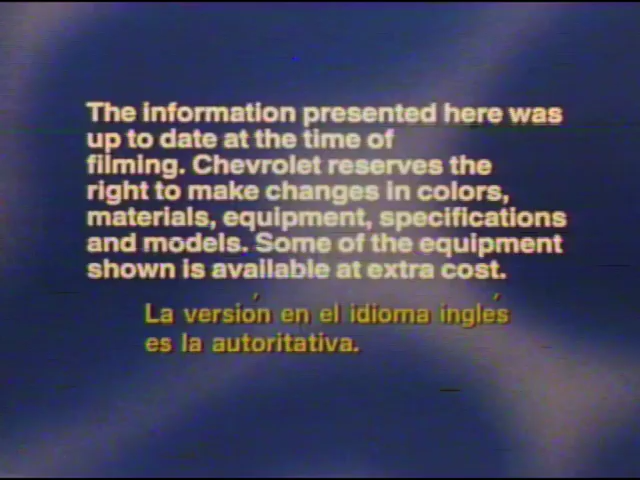 The information presented here was
up to date at the time of
filming. Chevrolet reserves the
right to make changes in colors,
materials, equipment, specifications
and models. Some of the equipment
shown is available at extra cost.
La versión en el idioma inglés
es la autoritativa.